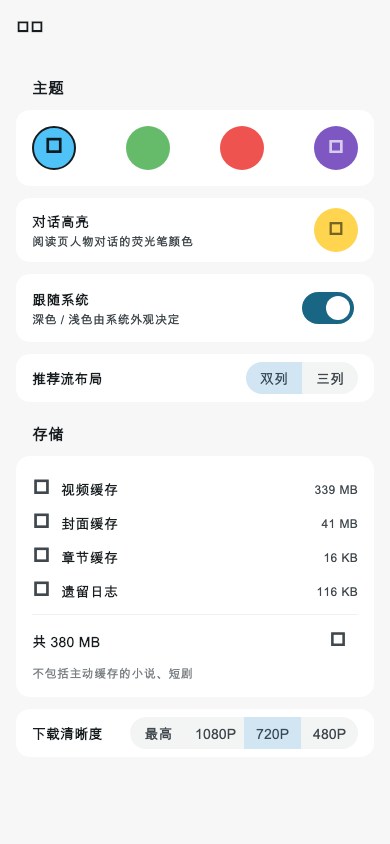 主题
对话高亮
阅读页人物对话的荧光笔颜色
跟随系统
深色 / 浅色由系统外观决定
推荐流布局 双列 三列
存储
视频缓存 339 MB
封面缓存 41 MB
章节缓存 16 KB
遗留日志 116 KB
共 380 MB
不包括主动缓存的小说、短剧
下载清晰度 最高 1080P 720P 480P